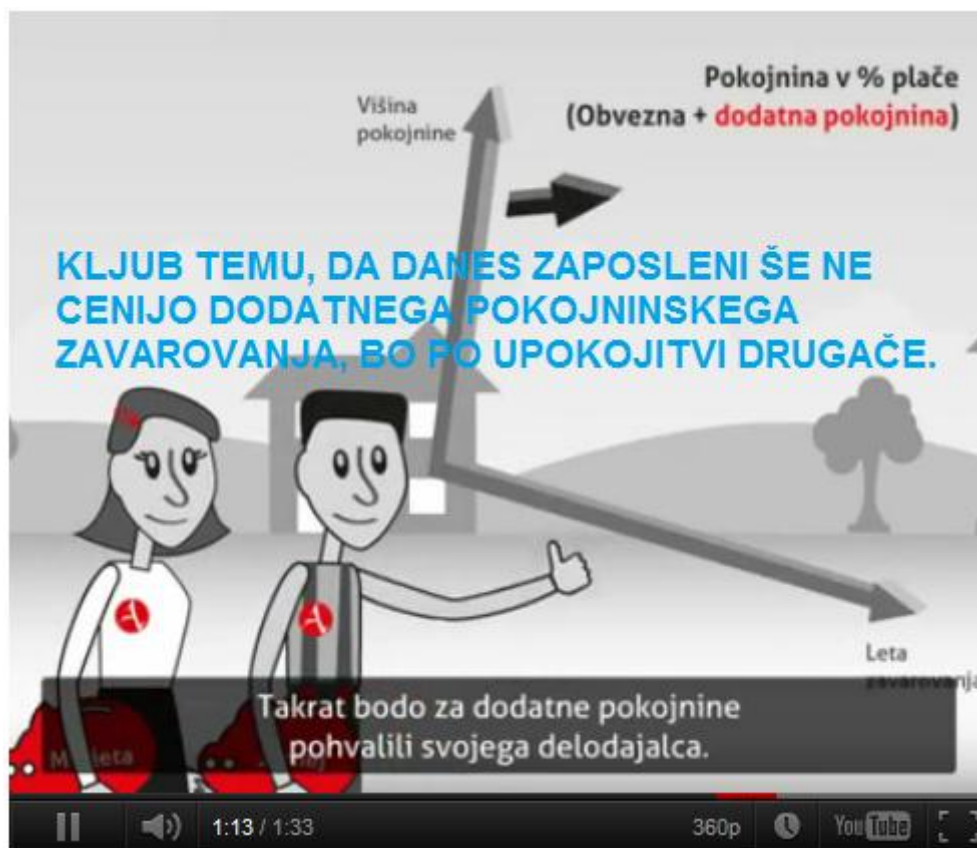 Pokojnina v % plače
(Obvezna + dodatna pokojnina)
Višina
pokojnine
KLJUB TEMU, DA DANES ZAPOSLENI ŠE NE
CENIJO DODATNEGA POKOJNINSKEGA
ZAVAROVANJA, BO PO UPOKOJITVI DRUGAČE.
Leta
zavarovanja
Takrat bodo za dodatne pokojnine
pohvalili svojega delodajalca.
1:13 / 1:33
360p
YouTube